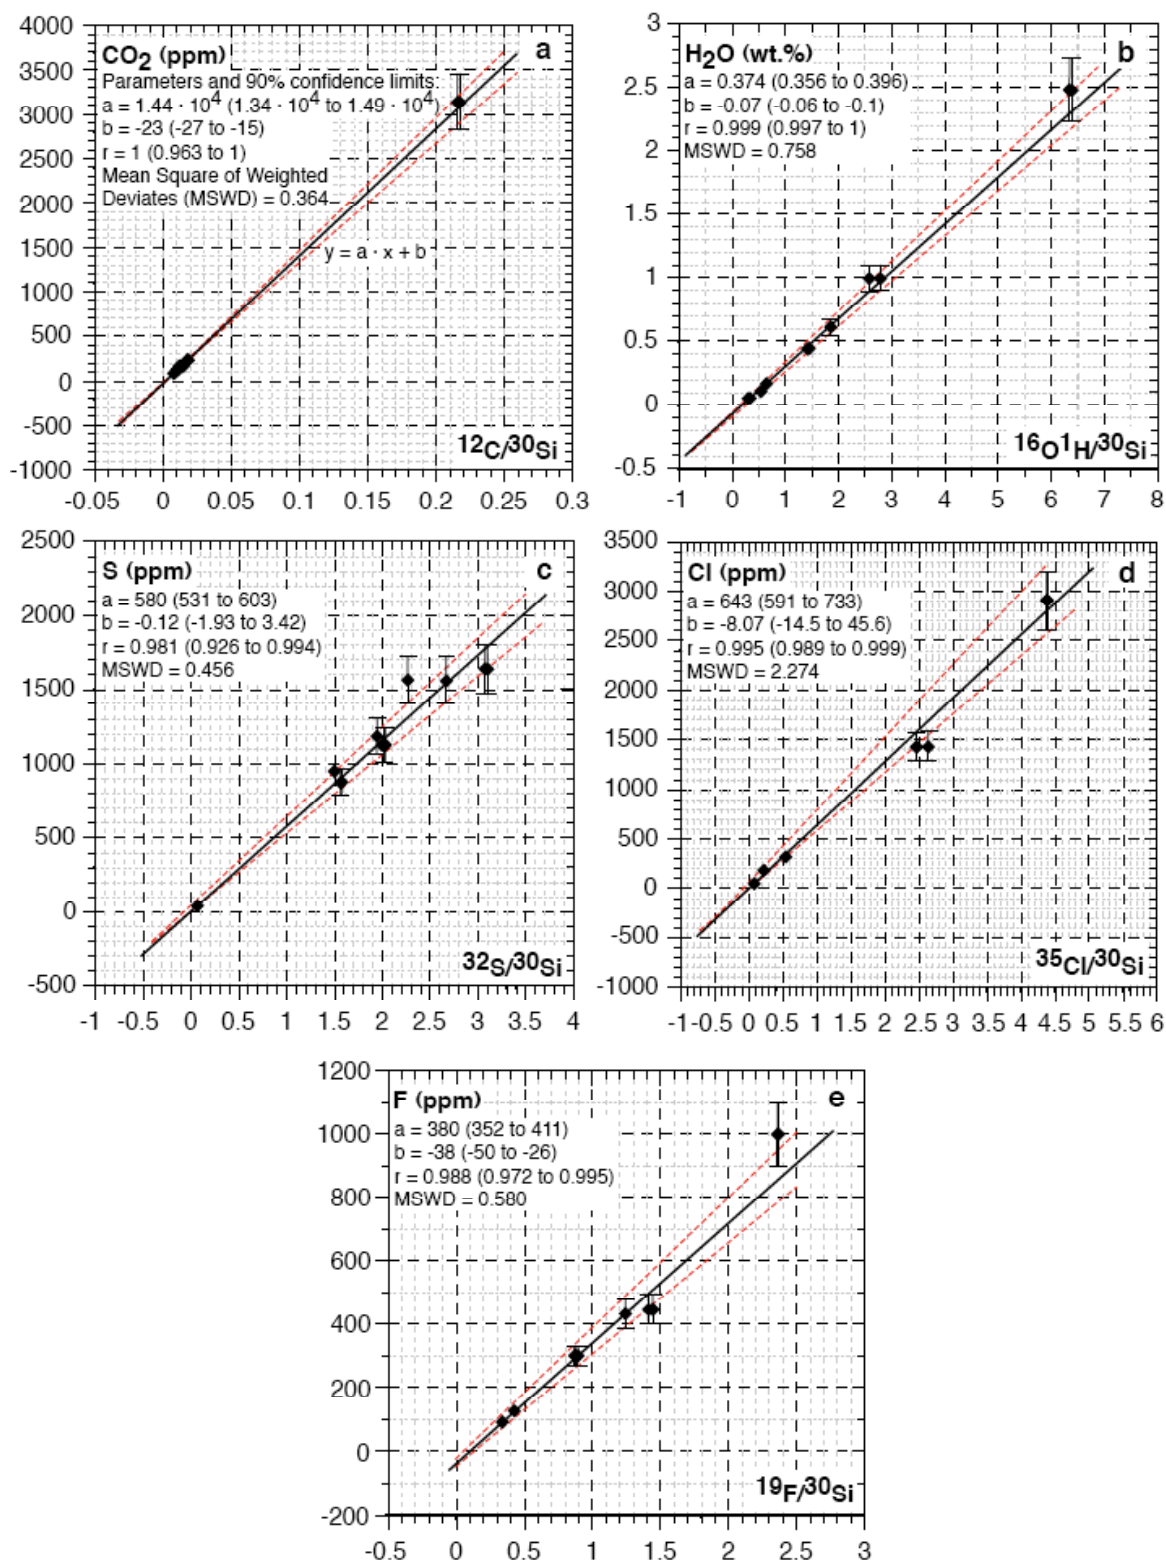 4000
3500
3000
2500
2000
1500
1000
500
0
-500
-1000
CO2 (ppm)
a
Parameters and 90% confidence limits:
a = 1.44 · 10^4 (1.34 · 10^4 to 1.49 · 10^4)
b = -23 (-27 to -15)
r = 1 (0.963 to 1)
Mean Square of Weighted
Deviates (MSWD) = 0.364
y = a · x + b
12C/30Si
-0.05 0 0.05 0.1 0.15 0.2 0.25 0.3
3
2.5
2
1.5
1
0.5
0
-0.5
H2O (wt.%)
b
a = 0.374 (0.356 to 0.396)
b = -0.07 (-0.06 to -0.1)
r = 0.999 (0.997 to 1)
MSWD = 0.758
16O1H/30Si
-1 0 1 2 3 4 5 6 7 8
2500
2000
1500
1000
500
0
-500
S (ppm)
c
a = 580 (531 to 603)
b = -0.12 (-1.93 to 3.42)
r = 0.981 (0.926 to 0.994)
MSWD = 0.456
32S/30Si
-1 -0.5 0 0.5 1 1.5 2 2.5 3 3.5 4
3500
3000
2500
2000
1500
1000
500
0
-500
-1000
Cl (ppm)
d
a = 643 (591 to 733)
b = -8.07 (-14.5 to 45.6)
r = 0.995 (0.989 to 0.999)
MSWD = 2.274
35Cl/30Si
-1 -0.5 0 0.5 1 1.5 2 2.5 3 3.5 4 4.5 5 5.5 6
1200
1000
800
600
400
200
0
-200
F (ppm)
e
a = 380 (352 to 411)
b = -38 (-50 to -26)
r = 0.988 (0.972 to 0.995)
MSWD = 0.580
19F/30Si
-0.5 0 0.5 1 1.5 2 2.5 3